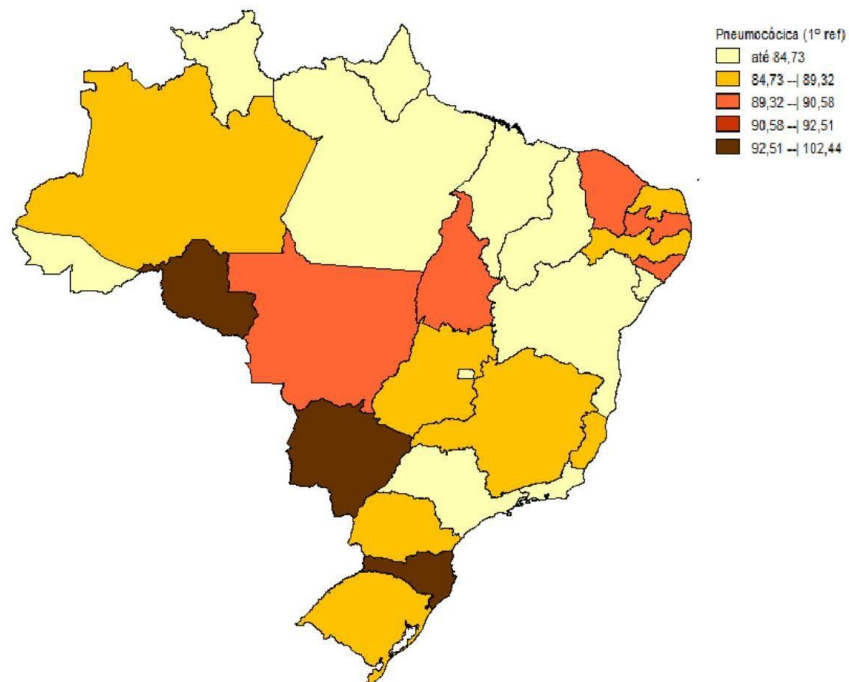 Pneumocócica (1º ref)
até 84,73
84,73 --| 89,32
89,32 --| 90,58
90,58 --| 92,51
92,51 --| 102,44